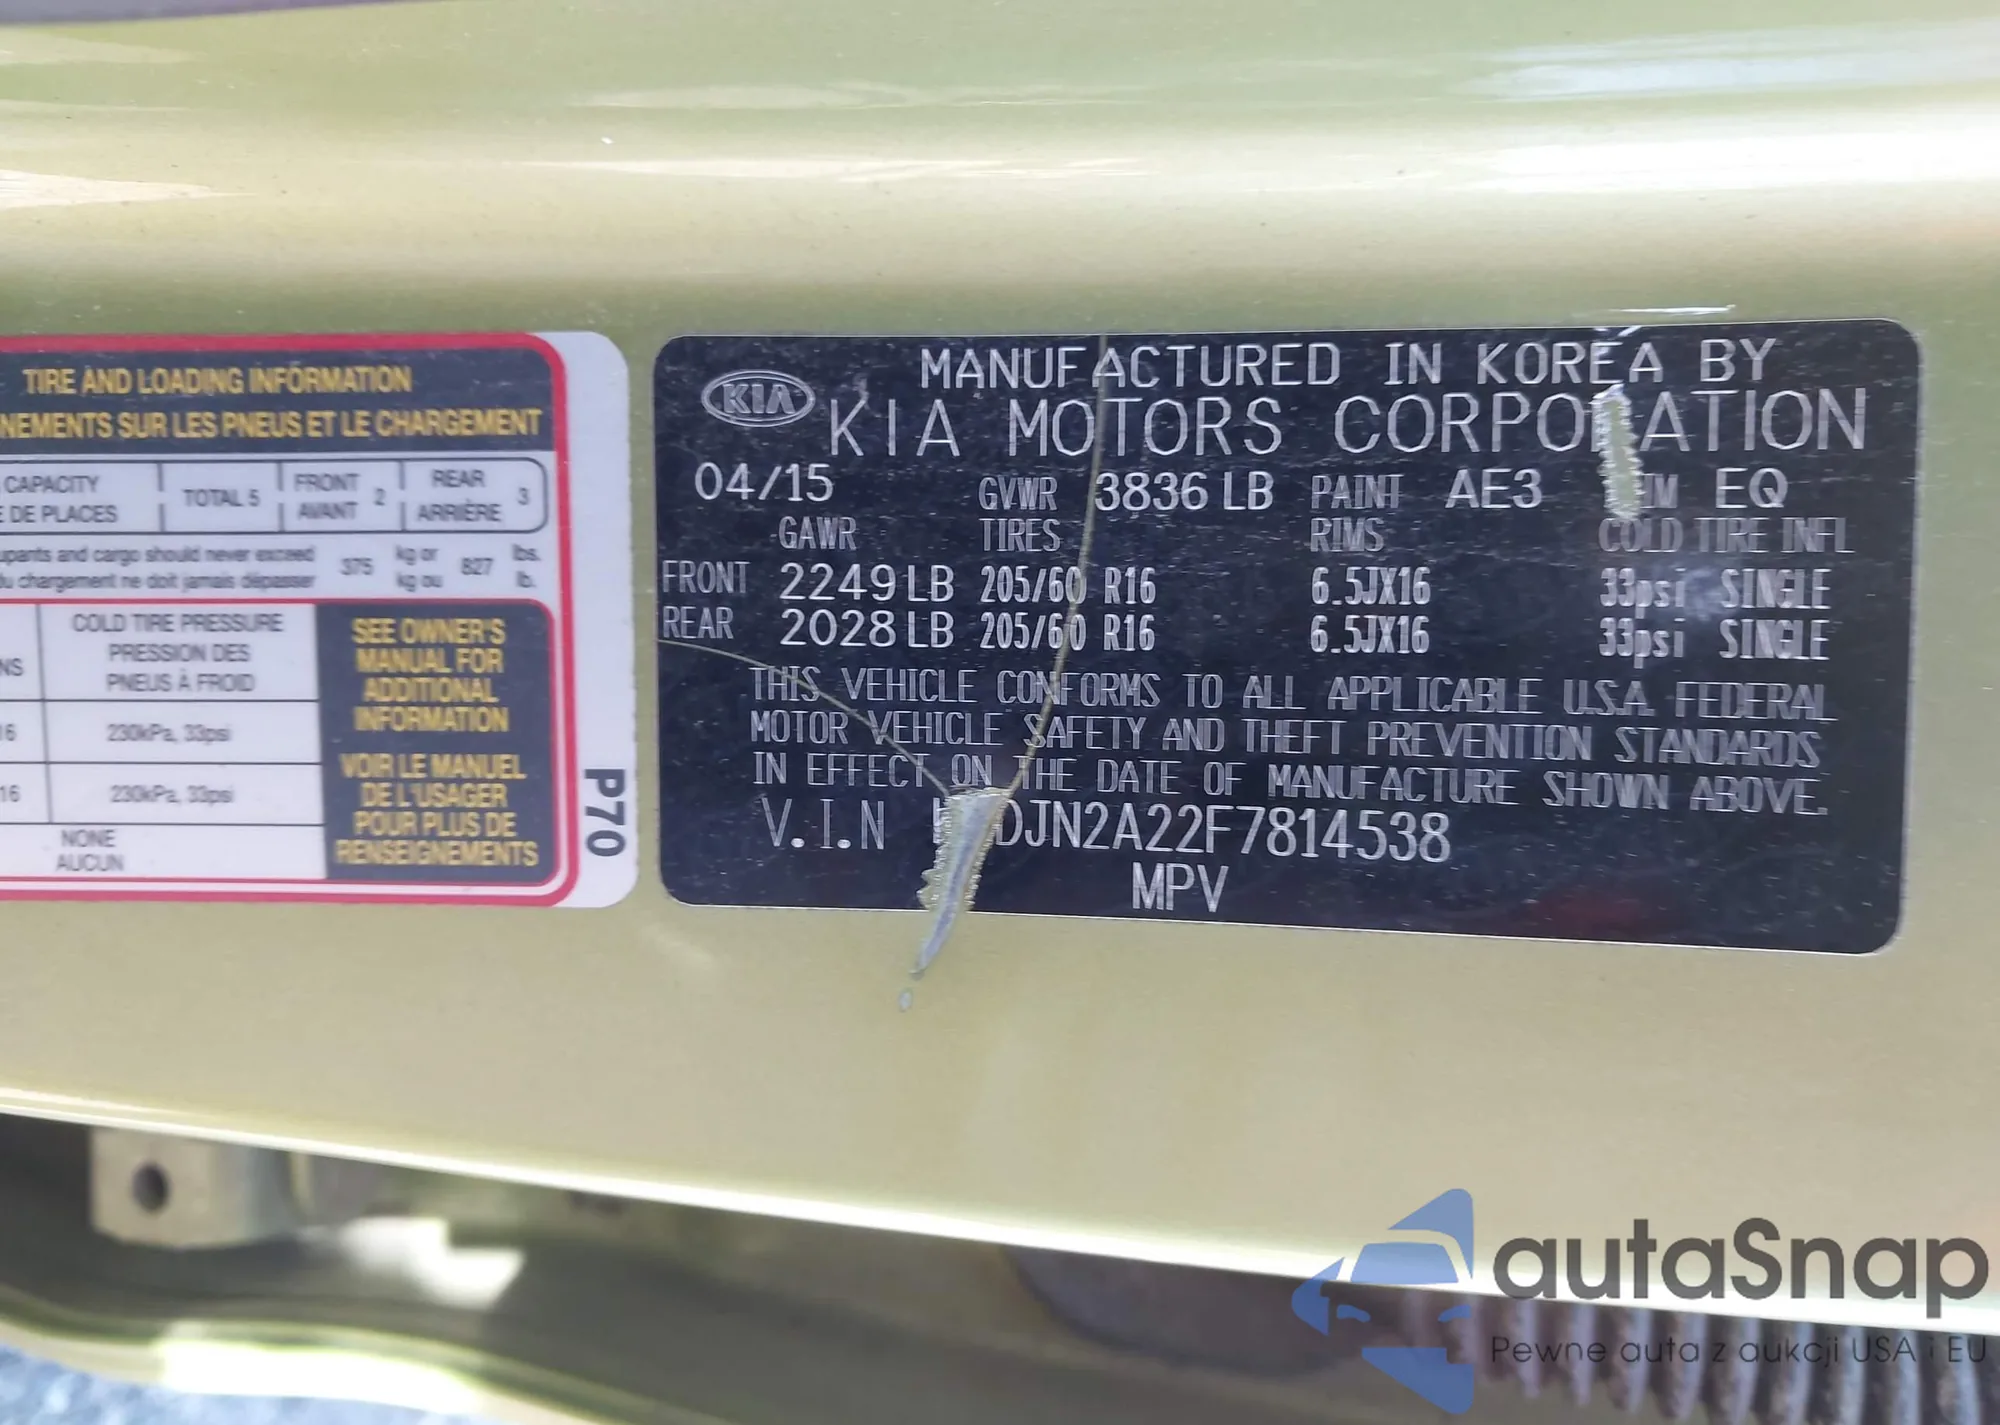 TIRE AND LOADING INFORMATION
NEMENTS SUR LES PNEUS ET LE CHARGEMENT
CAPACITY
E DE PLACES
TOTAL 5
FRONT
AVANT
2
REAR
ARRIÈRE
3
upants and cargo should never exceed
du chargement ne doit jamais dépasser
375
kg or
kg ou
827
lbs.
lb.
NS
COLD TIRE PRESSURE
PRESSION DES
PNEUS À FROID
16
230kPa, 33psi
16
230kPa, 33psi
NONE
AUCUN
SEE OWNER'S
MANUAL FOR
ADDITIONAL
INFORMATION
VOIR LE MANUEL
DE L'USAGER
POUR PLUS DE
RENSEIGNEMENTS
P70
KIA
MANUFACTURED IN KOREA BY
KIA MOTORS CORPORATION
04/15 GVWR 3836 LB PAINT AE3 IM EQ
GAWR TIRES RIMS COLD TIRE INFL
FRONT 2249 LB 205/60 R16 6.5JX16 33psi SINGLE
REAR 2028 LB 205/60 R16 6.5JX16 33psi SINGLE
THIS VEHICLE CONFORMS TO ALL APPLICABLE U.S.A. FEDERAL
MOTOR VEHICLE SAFETY AND THEFT PREVENTION STANDARDS
IN EFFECT ON THE DATE OF MANUFACTURE SHOWN ABOVE.
V.I.N DJN2A22F7814538
MPV
autaSnap
Pewne auta z aukcji USA i EU